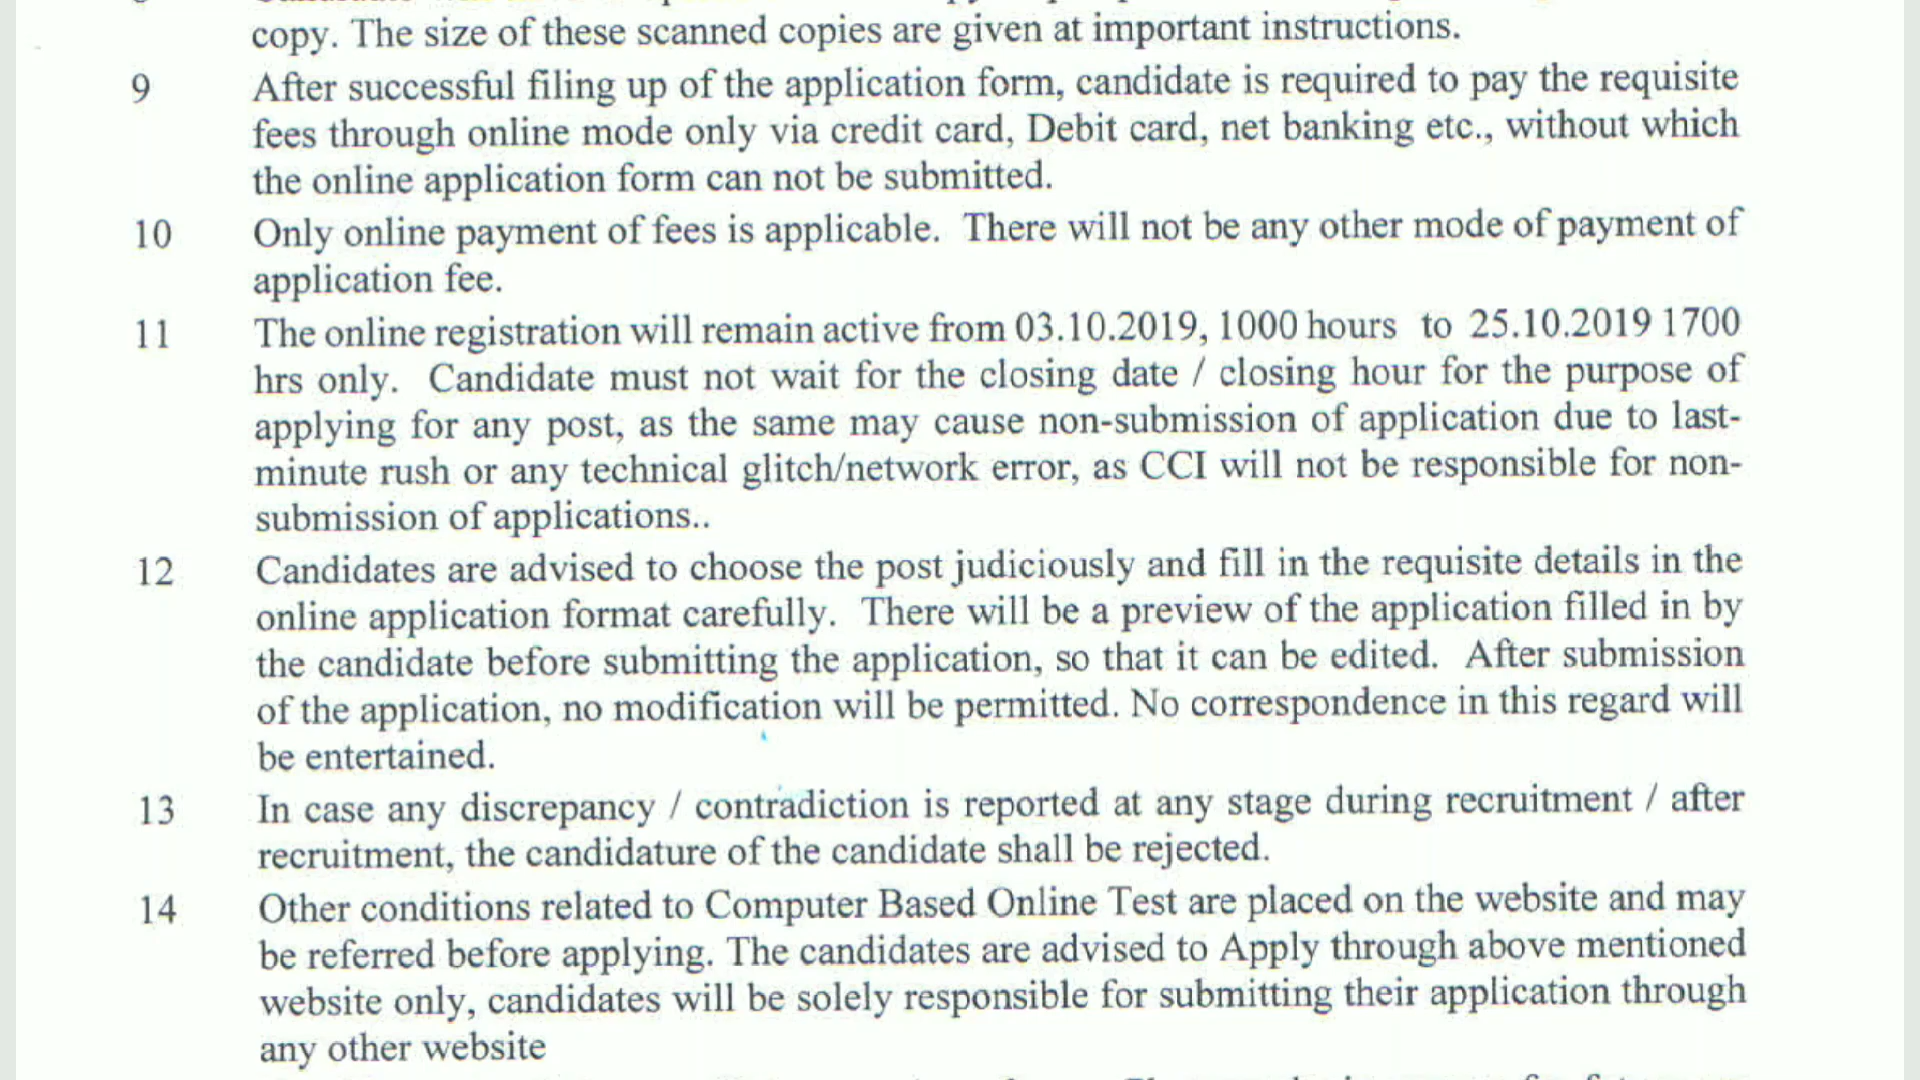 copy. The size of these scanned copies are given at important instructions.
9 After successful filing up of the application form, candidate is required to pay the requisite
fees through online mode only via credit card, Debit card, net banking etc., without which
the online application form can not be submitted.
10 Only online payment of fees is applicable. There will not be any other mode of payment of
application fee.
11 The online registration will remain active from 03.10.2019, 1000 hours to 25.10.2019 1700
hrs only. Candidate must not wait for the closing date / closing hour for the purpose of
applying for any post, as the same may cause non-submission of application due to last-
minute rush or any technical glitch/network error, as CCI will not be responsible for non-
submission of applications..
12 Candidates are advised to choose the post judiciously and fill in the requisite details in the
online application format carefully. There will be a preview of the application filled in by
the candidate before submitting the application, so that it can be edited. After submission
of the application, no modification will be permitted. No correspondence in this regard will
be entertained.
13 In case any discrepancy / contradiction is reported at any stage during recruitment / after
recruitment, the candidature of the candidate shall be rejected.
14 Other conditions related to Computer Based Online Test are placed on the website and may
be referred before applying. The candidates are advised to Apply through above mentioned
website only, candidates will be solely responsible for submitting their application through
any other website